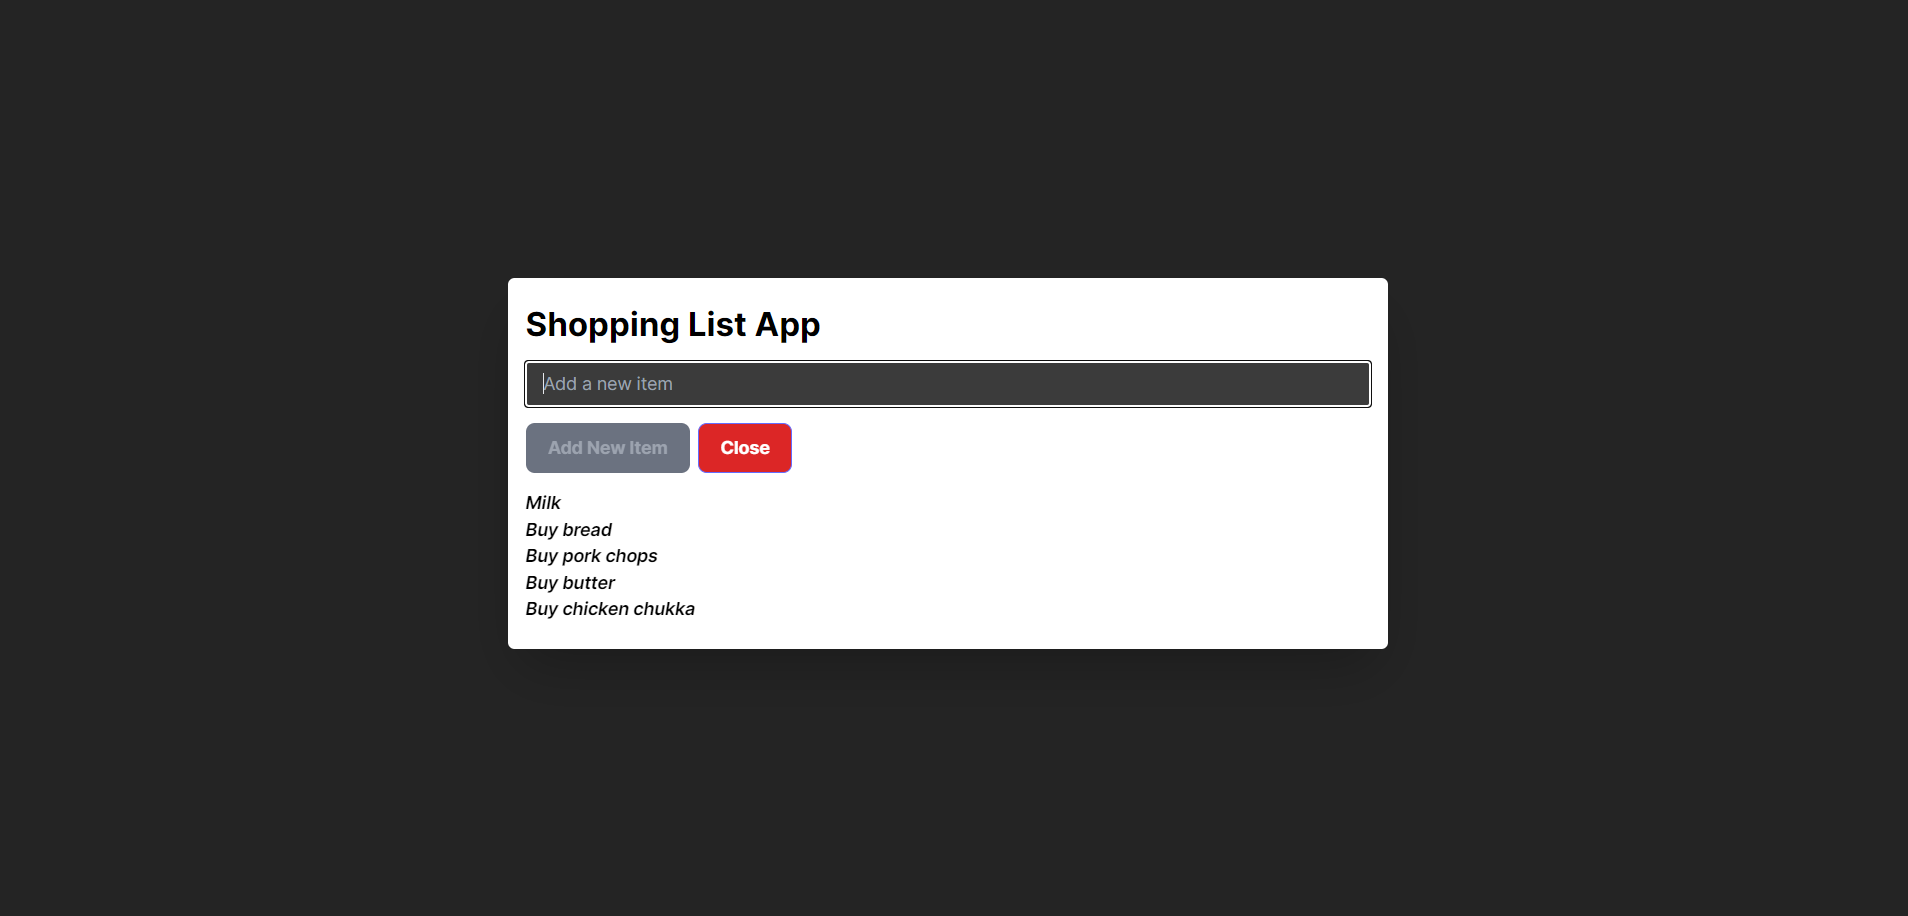 Shopping List App
Add a new item
Add New Item Close
Milk
Buy bread
Buy pork chops
Buy butter
Buy chicken chukka